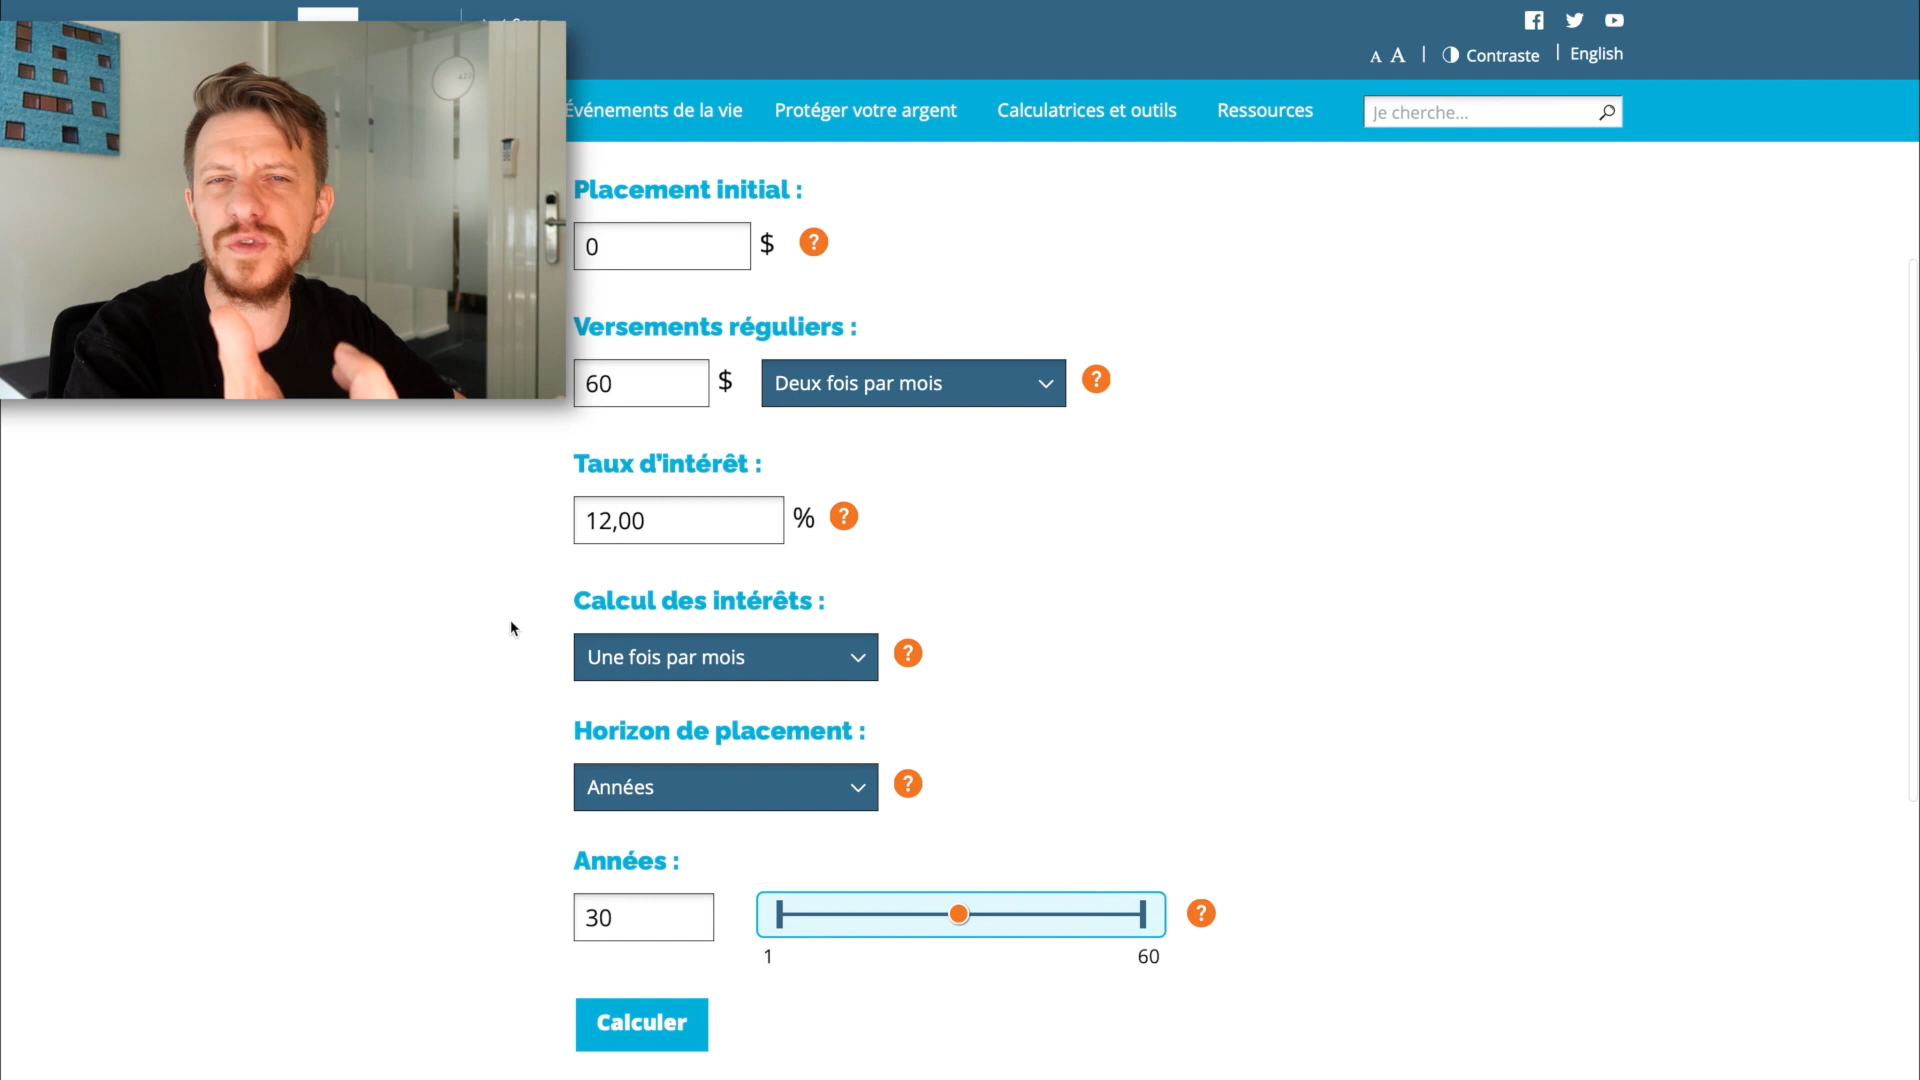 A A | Contraste | English
Événements de la vie Protéger votre argent Calculatrices et outils Ressources Je cherche...
Placement initial :
0 $ ?
Versements réguliers :
60 $ Deux fois par mois ?
Taux d'intérêt :
12,00 % ?
Calcul des intérêts :
Une fois par mois ?
Horizon de placement :
Années ?
Années :
30 ?
1 60
Calculer